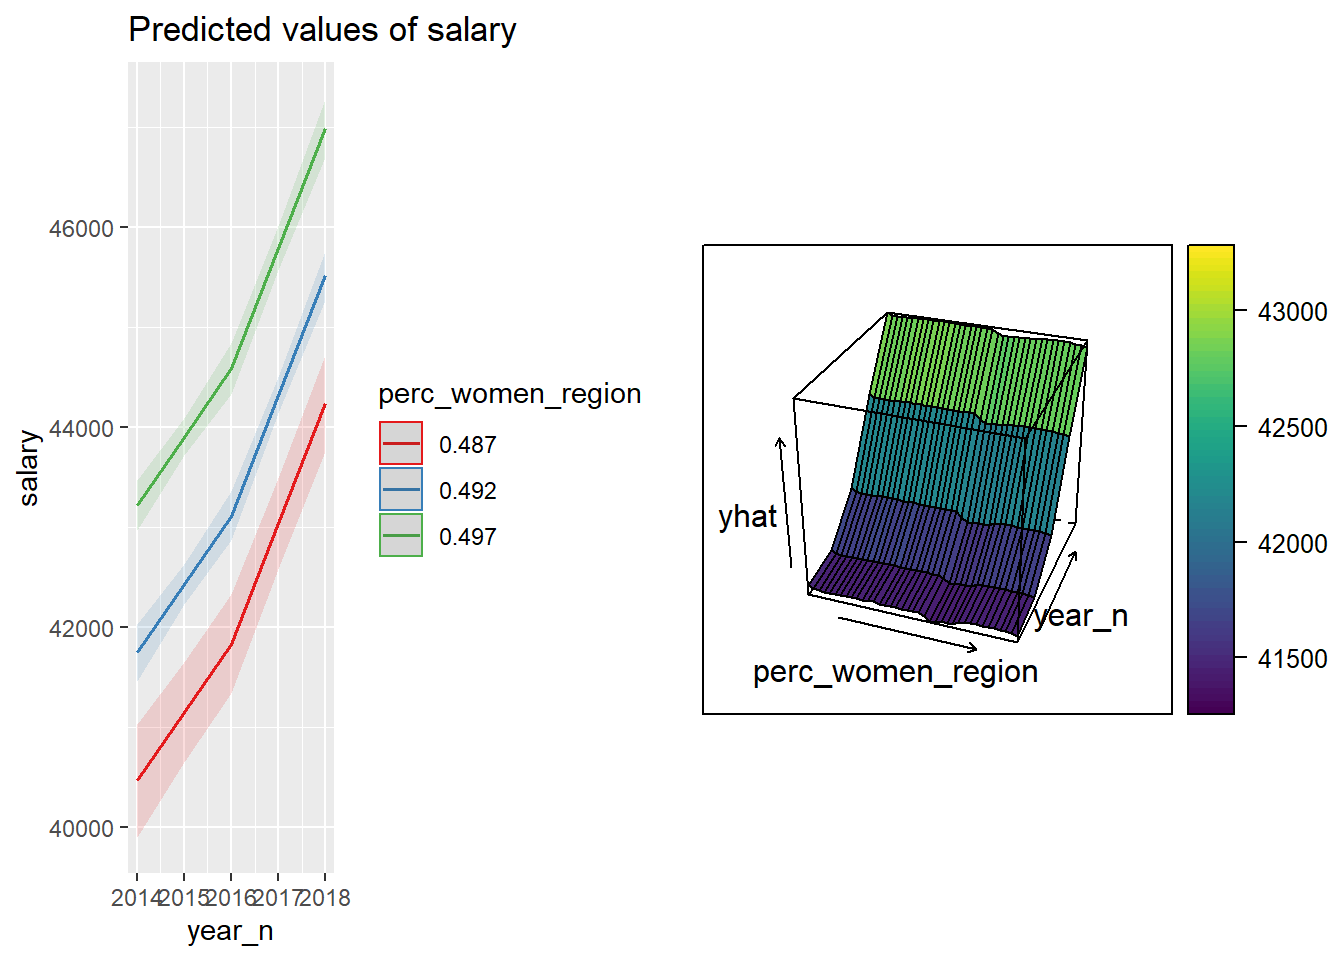 Predicted values of salary
salary
46000
44000
42000
40000
2014
2015
2016
2017
2018
year_n
perc_women_region
0.487
0.492
0.497
yhat
year_n
perc_women_region
43000
42500
42000
41500